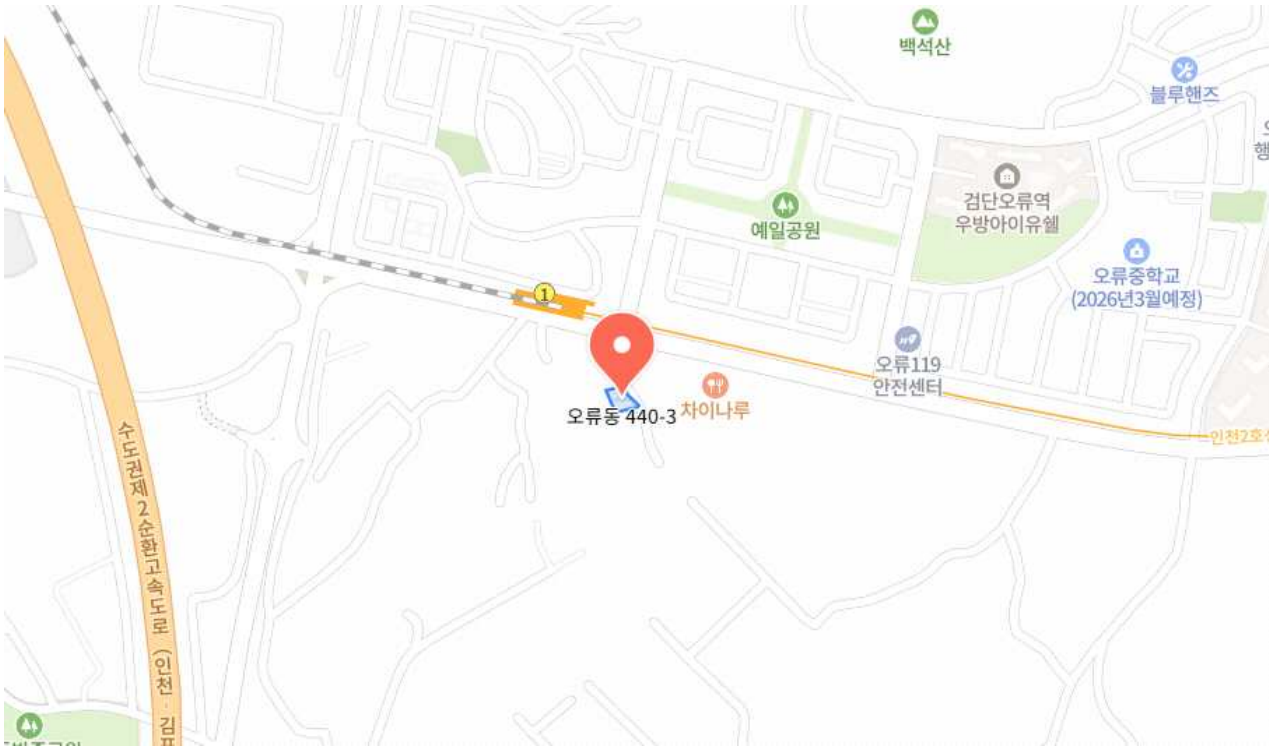 백석산
블루핸즈
검단오류역
우방아이유쉘
예일공원
오류중학교
(2026년3월예정)
1
오류119
안전센터
차이나루
오류동 440-3
인천2호선
수도권제2순환고속도로 (인천·김포